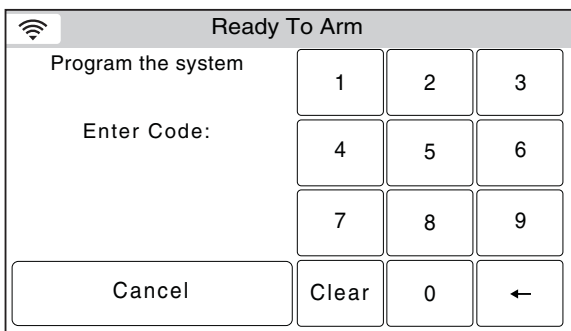 Ready To Arm
Program the system
Enter Code:
1 2 3
4 5 6
7 8 9
Cancel Clear 0 ←